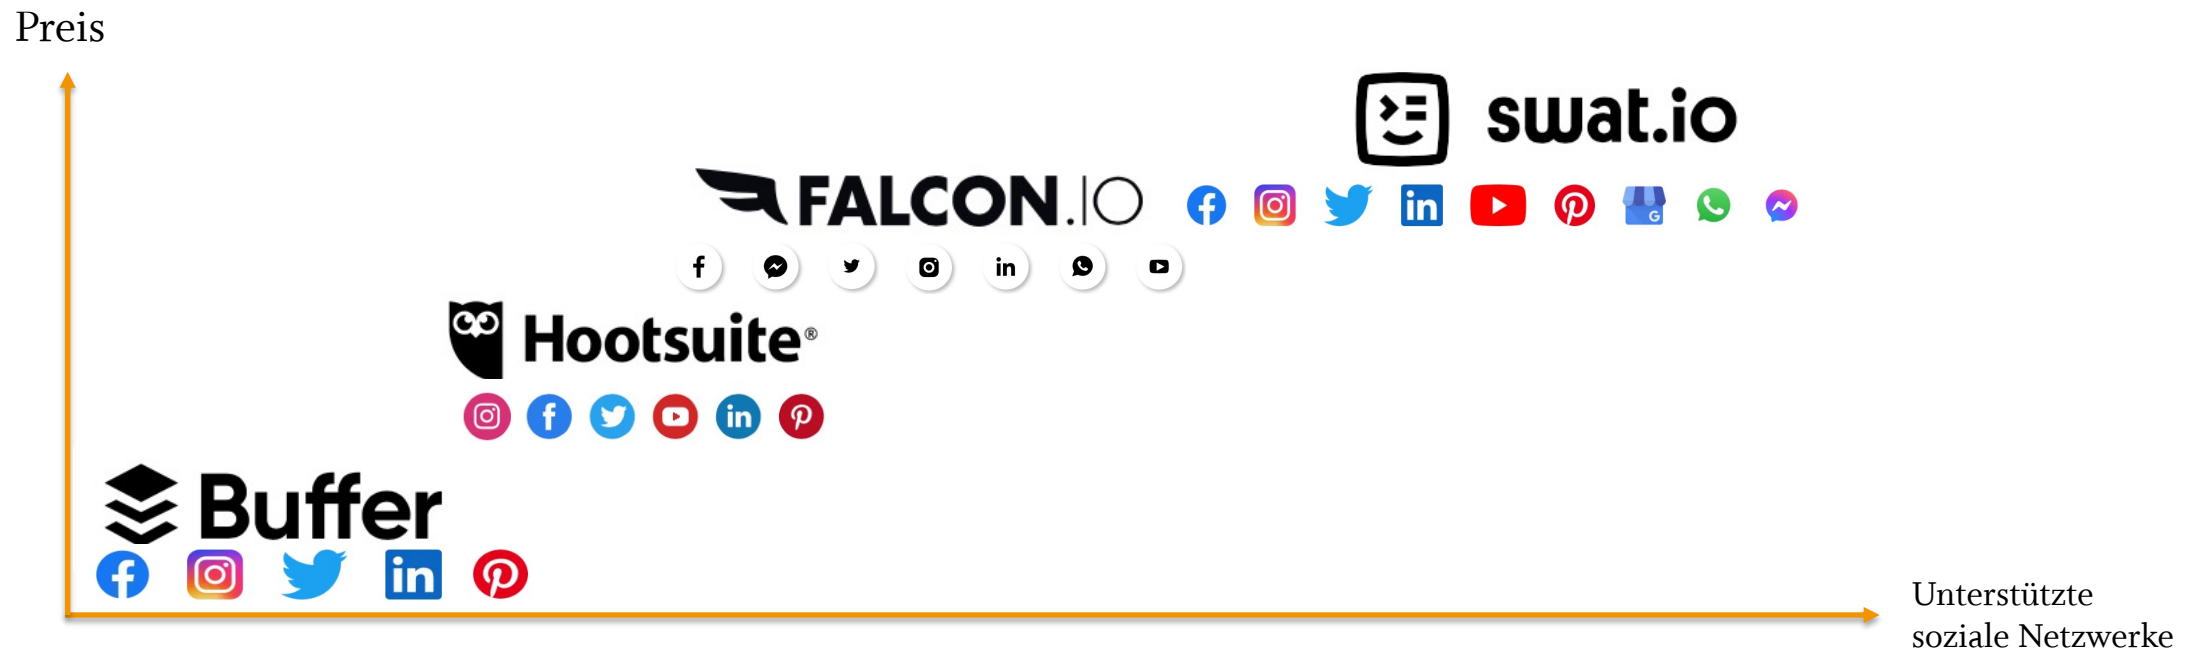 Preis
swat.io
FALCON.IO
Hootsuite®
Buffer
Unterstützte
soziale Netzwerke